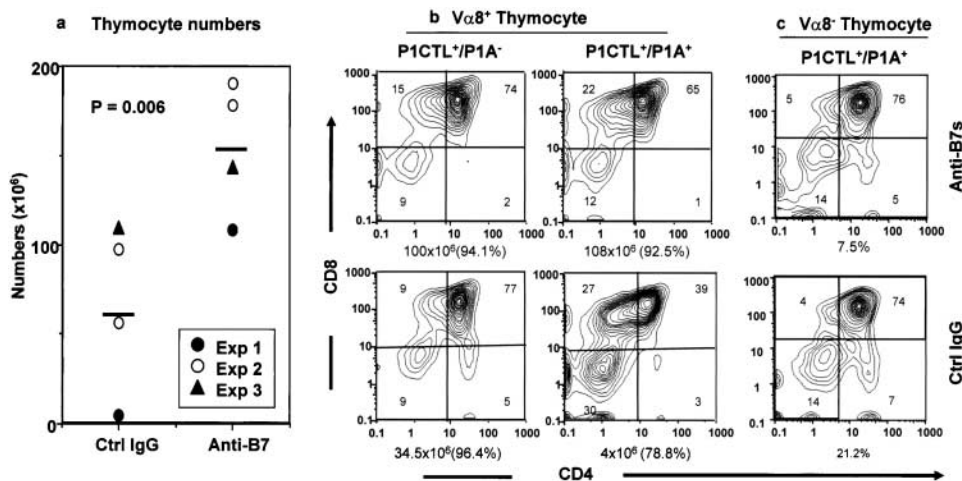 a Thymocyte numbers
200
100
0
Numbers (x10⁶)
P = 0.006
Exp 1
Exp 2
Exp 3
Ctrl IgG Anti-B7
b Vα8⁺ Thymocyte
P1CTL⁺/P1A⁻ P1CTL⁺/P1A⁺
1000
100
10
1
0.1
15 74
9 2
0.1 1 10 100 1000
100x10⁶(94.1%)
1000
100
10
1
0.1
22 65
12 1
0.1 1 10 100 1000
108x10⁶ (92.5%)
CD8
1000
100
10
1
0.1
9 77
9 5
0.1 1 10 100 1000
34.5x10⁶(96.4%)
1000
100
10
1
0.1
27 39
30 3
0.1 1 10 100 1000
4x10⁶ (78.8%)
CD4
c Vα8⁻ Thymocyte
P1CTL⁺/P1A⁺
1000
100
10
1
0.1
5 76
14 5
0.1 1 10 100 1000
7.5%
Anti-B7s
1000
100
10
1
0.1
4 74
14 7
0.1 1 10 100 1000
21.2%
Ctrl IgG